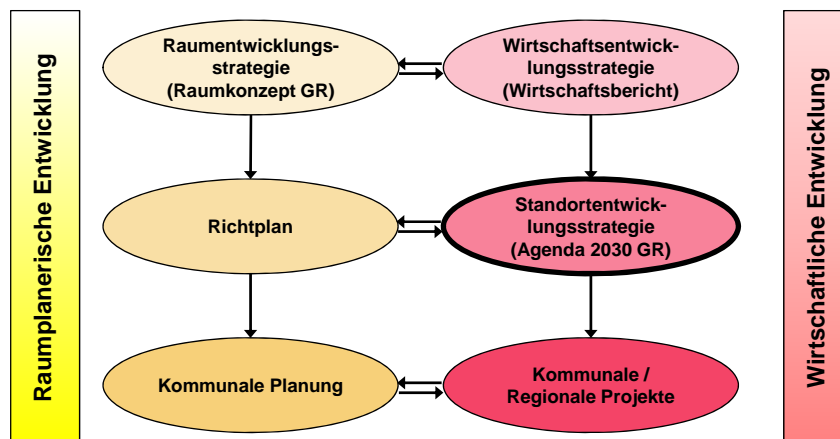 Raumplanerische Entwicklung
Raumentwicklungs-
strategie
(Raumkonzept GR)
Wirtschaftsentwick-
lungsstrategie
(Wirtschaftsbericht)
Richtplan
Standortentwick-
lungsstrategie
(Agenda 2030 GR)
Kommunale Planung
Kommunale /
Regionale Projekte
Wirtschaftliche Entwicklung